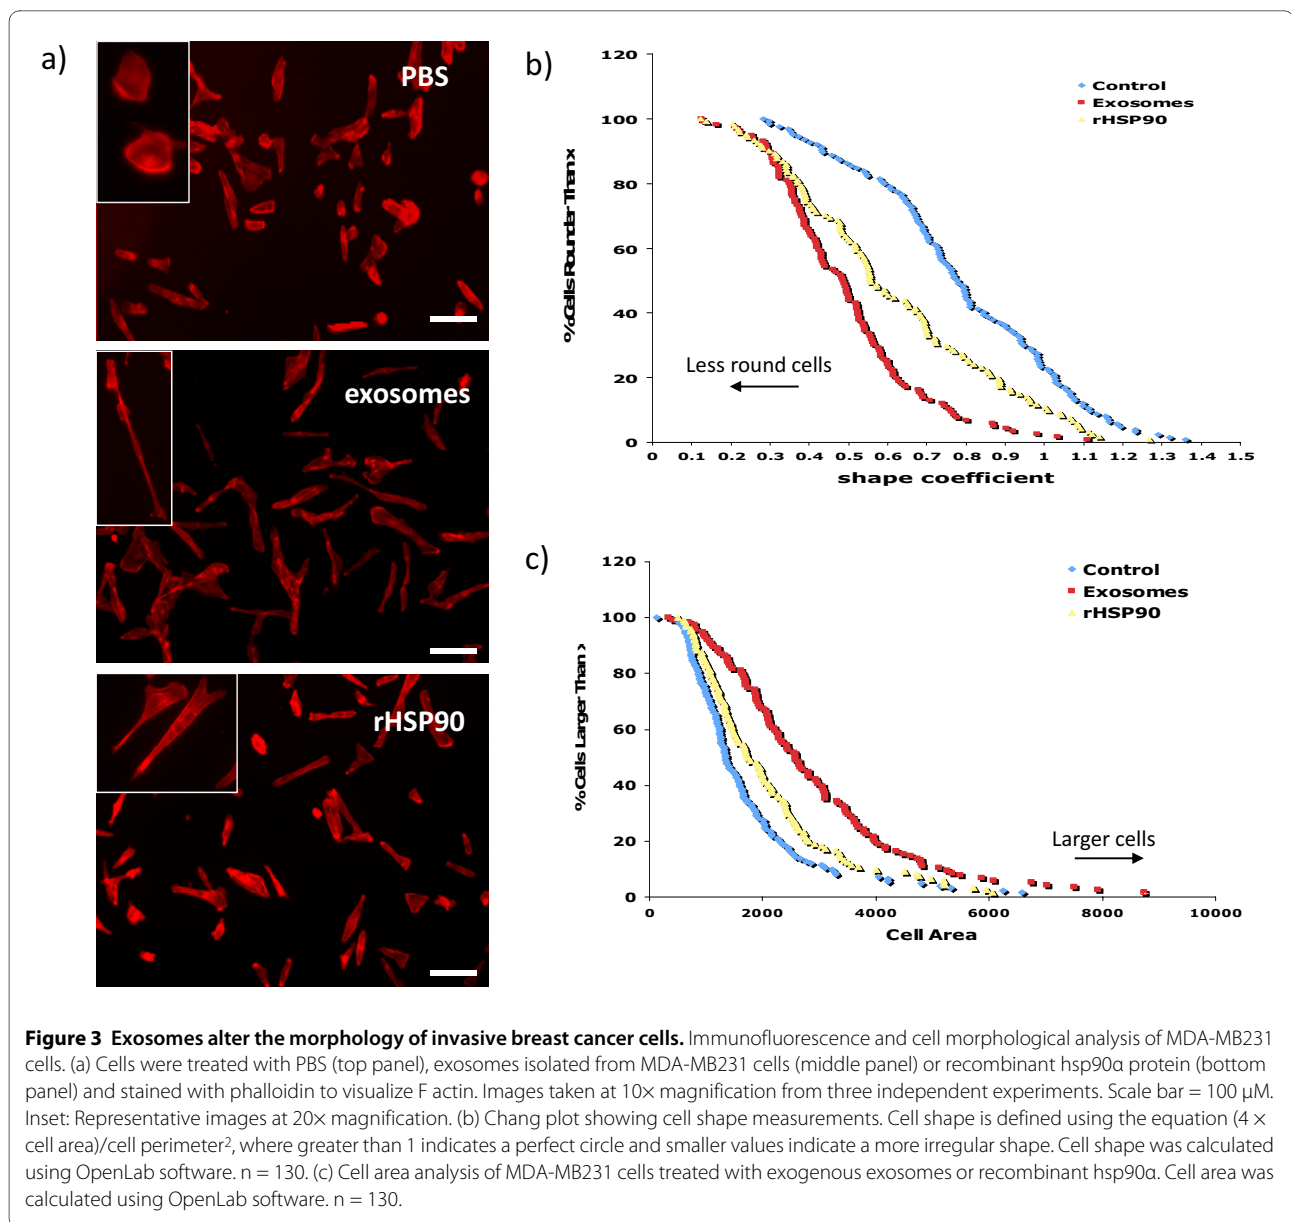 a)
PBS
exosomes
rHSP90
b)
120
100
80
60
40
20
0
%Cells Rounder Than x
Control
Exosomes
rHSP90
Less round cells
0 0.1 0.2 0.3 0.4 0.5 0.6 0.7 0.8 0.9 1 1.1 1.2 1.3 1.4 1.5
shape coefficient
c)
120
100
80
60
40
20
0
%Cells Larger Than x
Control
Exosomes
rHSP90
Larger cells
0 2000 4000 6000 8000 10000
Cell Area
Figure 3 Exosomes alter the morphology of invasive breast cancer cells. Immunofluorescence and cell morphological analysis of MDA-MB231
cells. (a) Cells were treated with PBS (top panel), exosomes isolated from MDA-MB231 cells (middle panel) or recombinant hsp90α protein (bottom
panel) and stained with phalloidin to visualize F actin. Images taken at 10× magnification from three independent experiments. Scale bar = 100 μM.
Inset: Representative images at 20× magnification. (b) Chang plot showing cell shape measurements. Cell shape is defined using the equation (4 ×
cell area)/cell perimeter², where greater than 1 indicates a perfect circle and smaller values indicate a more irregular shape. Cell shape was calculated
using OpenLab software. n = 130. (c) Cell area analysis of MDA-MB231 cells treated with exogenous exosomes or recombinant hsp90α. Cell area was
calculated using OpenLab software. n = 130.